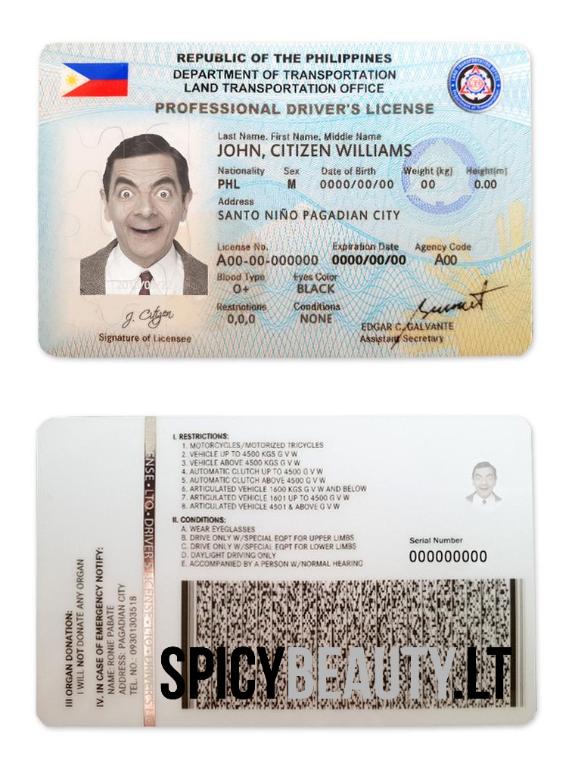 REPUBLIC OF THE PHILIPPINES
DEPARTMENT OF TRANSPORTATION
LAND TRANSPORTATION OFFICE
PROFESSIONAL DRIVER'S LICENSE
Last Name. First Name, Middle Name
JOHN, CITIZEN WILLIAMS
Nationality Sex Date of Birth Weight (kg) Height(m)
PHL M 0000/00/00 00 0.00
Address
SANTO NIÑO PAGADIAN CITY
License No. Expiration Date Agency Code
A00-00-000000 0000/00/00 A00
Blood Type Eyes Color
O+ BLACK
Restrictions Conditions
0,0,0 NONE
J. Citizen
Signature of Licensee
EDGAR C. GALVANTE
Assistant Secretary
I. RESTRICTIONS:
1. MOTORCYCLES/MOTORIZED TRICYCLES
2. VEHICLE UP TO 4500 KGS G V W
3. VEHICLE ABOVE 4500 KGS G V W
4. AUTOMATIC CLUTCH UP TO 4500 G V W
5. AUTOMATIC CLUTCH ABOVE 4500 G V W
6. ARTICULATED VEHICLE 1600 KGS G V W AND BELOW
7. ARTICULATED VEHICLE 1601 UP TO 4500 G V W
8. ARTICULATED VEHICLE 4501 & ABOVE G V W
II. CONDITIONS:
A. WEAR EYEGLASSES
B. DRIVE ONLY W/SPECIAL EQPT FOR UPPER LIMBS
C. DRIVE ONLY W/SPECIAL EQPT FOR LOWER LIMBS
D. DAYLIGHT DRIVING ONLY
E. ACCOMPANIED BY A PERSON W/NORMAL HEARING
Serial Number
000000000
III ORGAN DONATION:
I WILL NOT DONATE ANY ORGAN
IV. IN CASE OF EMERGENCY NOTIFY:
NAME: RONIE PABATE
ADDRESS: PAGADIAN CITY
TEL. NO.: 09301303518
SPICYBEAUTY.LT